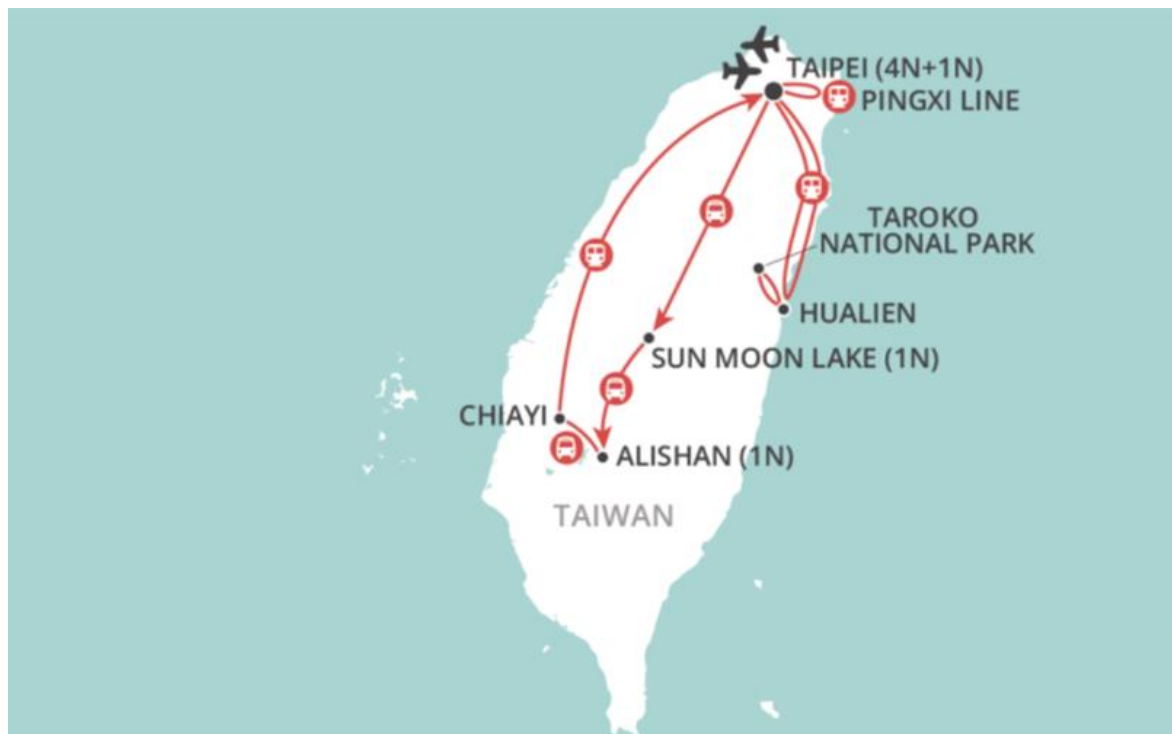 TAIPEI (4N+1N)
PINGXI LINE
TAROKO
NATIONAL PARK
HUALIEN
SUN MOON LAKE (1N)
CHIAYI
ALISHAN (1N)
TAIWAN